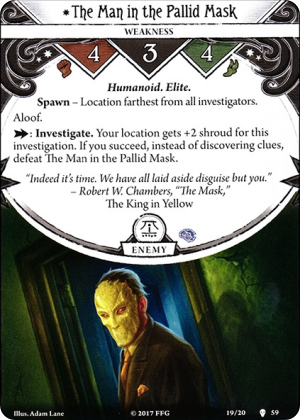 The Man in the Pallid Mask
WEAKNESS
4 3 4
Humanoid. Elite.
Spawn – Location farthest from all investigators.
Aloof.
: Investigate. Your location gets +2 shroud for this
investigation. If you succeed, instead of discovering clues,
defeat The Man in the Pallid Mask.
“Indeed it’s time. We have all laid aside disguise but you.”
– Robert W. Chambers, “The Mask,”
The King in Yellow
ENEMY
Illus. Adam Lane
© 2017 FFG
19/20
59